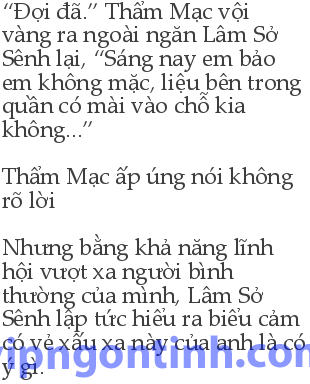 “Đợi đã.” Thẩm Mạc vội
vàng ra ngoài ngăn Lâm Sở
Sênh lại, “Sáng nay em bảo
em không mặc, liệu bên trong
quần có mài vào chỗ kia
không...”
Thẩm Mạc ấp úng nói không
rõ lời
Nhưng bằng khả năng lĩnh
hội vượt xa người bình
thường của mình, Lâm Sở
Sênh lập tức hiểu ra biểu cảm
có vẻ xấu xa này của anh là có
ý gì.
vipngontinh.com